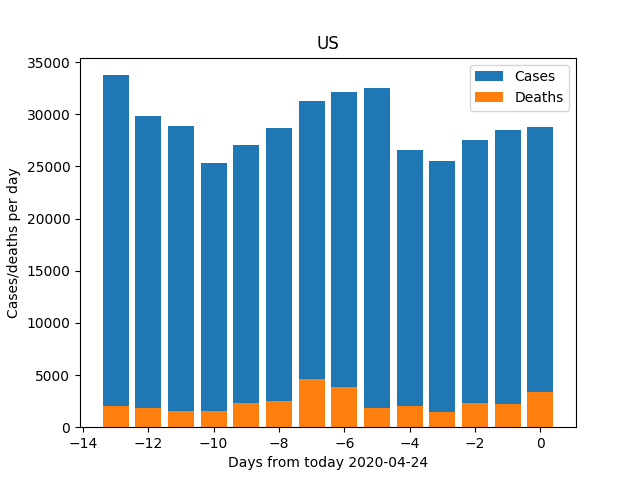 US
Cases
Deaths
35000
30000
25000
20000
15000
10000
5000
0
Cases/deaths per day
−14 −12 −10 −8 −6 −4 −2 0
Days from today 2020-04-24